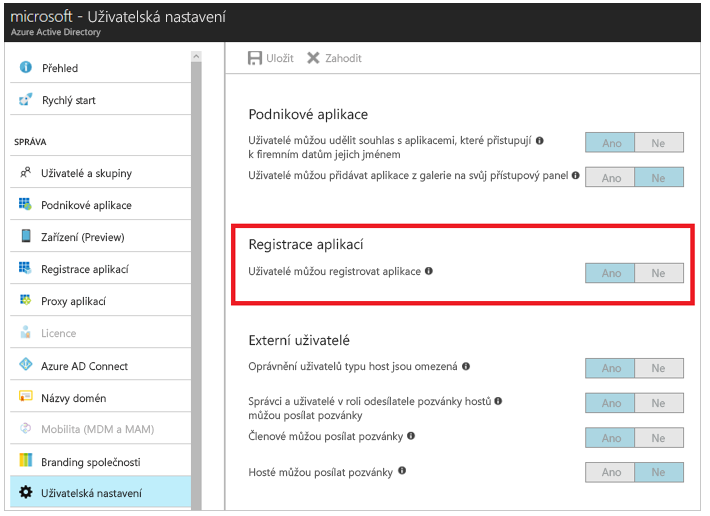 microsoft - Uživatelská nastavení
Azure Active Directory
Přehled
Rychlý start
SPRÁVA
Uživatelé a skupiny
Podnikové aplikace
Zařízení (Preview)
Registrace aplikací
Proxy aplikací
Licence
Azure AD Connect
Názvy domén
Mobilita (MDM a MAM)
Branding společnosti
Uživatelská nastavení
Uložit Zahodit
Podnikové aplikace
Uživatelé můžou udělit souhlas s aplikacemi, které přistupují
k firemním datům jejich jménem
Ano Ne
Uživatelé můžou přidávat aplikace z galerie na svůj přístupový panel
Ano Ne
Registrace aplikací
Uživatelé můžou registrovat aplikace
Ano Ne
Externí uživatelé
Oprávnění uživatelů typu host jsou omezená
Ano Ne
Správci a uživatelé v roli odesílatele pozvánky hostů
můžou posílat pozvánky
Ano Ne
Členové můžou posílat pozvánky
Ano Ne
Hosté můžou posílat pozvánky
Ano Ne